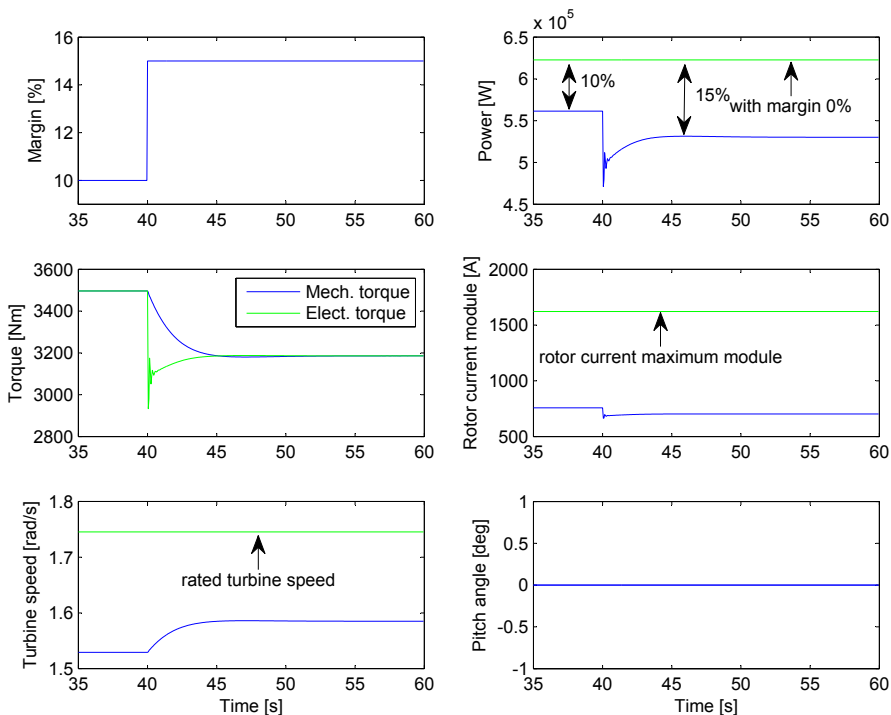 Margin [%]
16
14
12
10
35 40 45 50 55 60
x 10⁵
Power [W]
6.5
6
5.5
5
4.5
10%
15%
with margin 0%
35 40 45 50 55 60
Torque [Nm]
3600
3400
3200
3000
2800
Mech. torque
Elect. torque
35 40 45 50 55 60
Rotor current module [A]
2000
1500
1000
500
rotor current maximum module
35 40 45 50 55 60
Turbine speed [rad/s]
1.8
1.7
1.6
1.5
rated turbine speed
35 40 45 50 55 60
Time [s]
Pitch angle [deg]
1
0.5
0
-0.5
-1
35 40 45 50 55 60
Time [s]